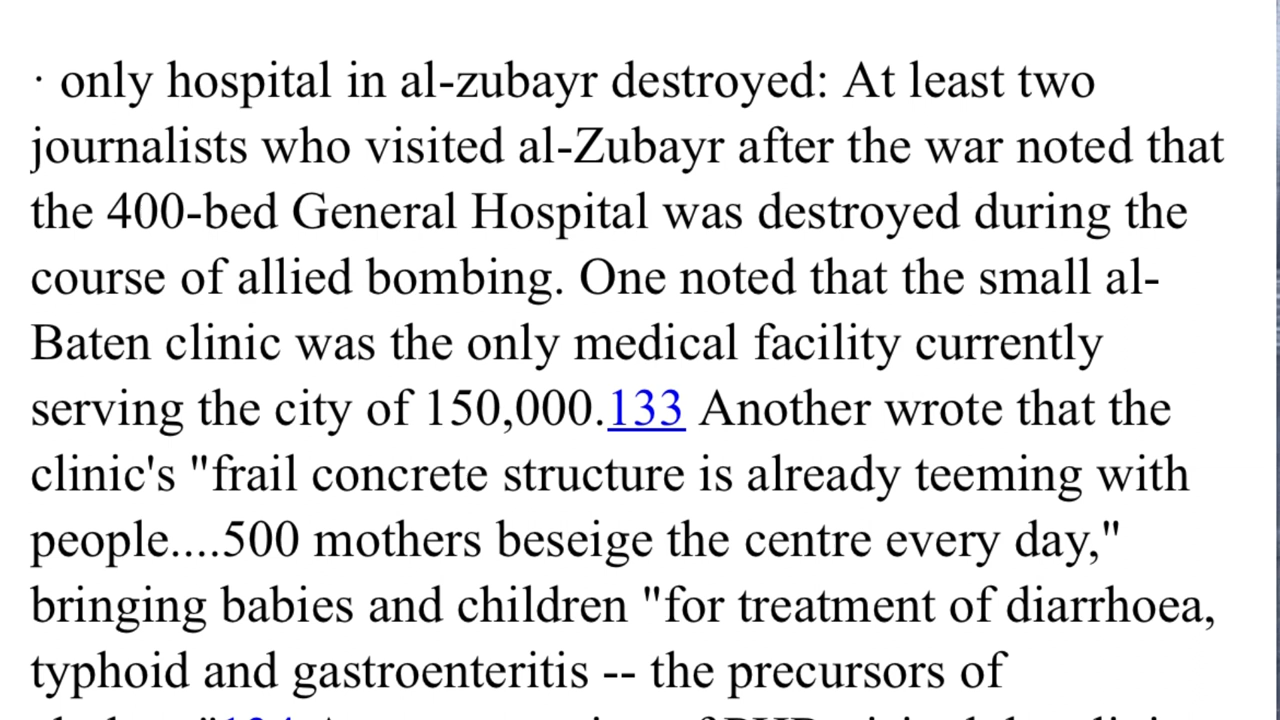 · only hospital in al-zubayr destroyed: At least two
journalists who visited al-Zubayr after the war noted that
the 400-bed General Hospital was destroyed during the
course of allied bombing. One noted that the small al-
Baten clinic was the only medical facility currently
serving the city of 150,000.133 Another wrote that the
clinic's "frail concrete structure is already teeming with
people....500 mothers beseige the centre every day,"
bringing babies and children "for treatment of diarrhoea,
typhoid and gastroenteritis -- the precursors of